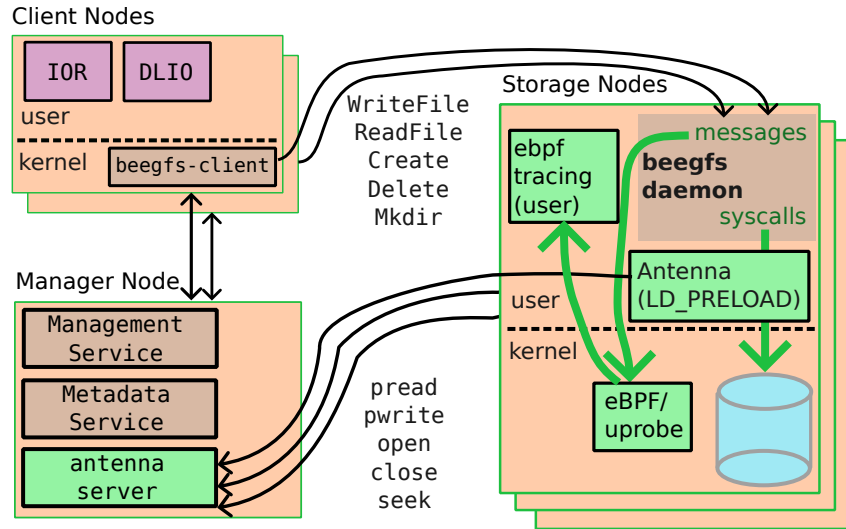 Client Nodes
IOR
DLIO
user
kernel
beegfs-client
WriteFile
ReadFile
Create
Delete
Mkdir
Storage Nodes
messages
ebpf
tracing
(user)
beegfs
daemon
syscalls
Antenna
(LD_PRELOAD)
user
kernel
eBPF/
uprobe
Manager Node
Management
Service
Metadata
Service
antenna
server
pread
pwrite
open
close
seek